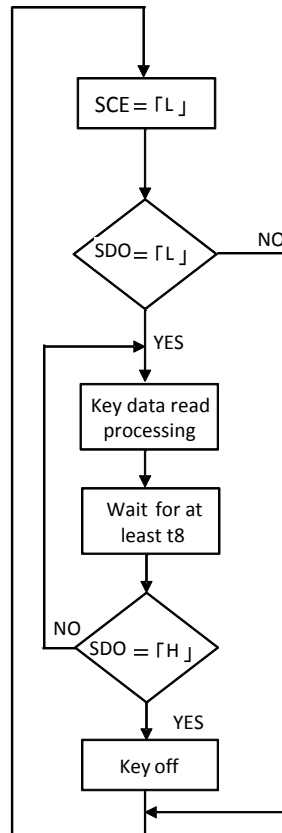 SCE = 「L」
SDO = 「L」
NO
YES
Key data read
processing
Wait for at
least t8
NO
SDO = 「H」
YES
Key off